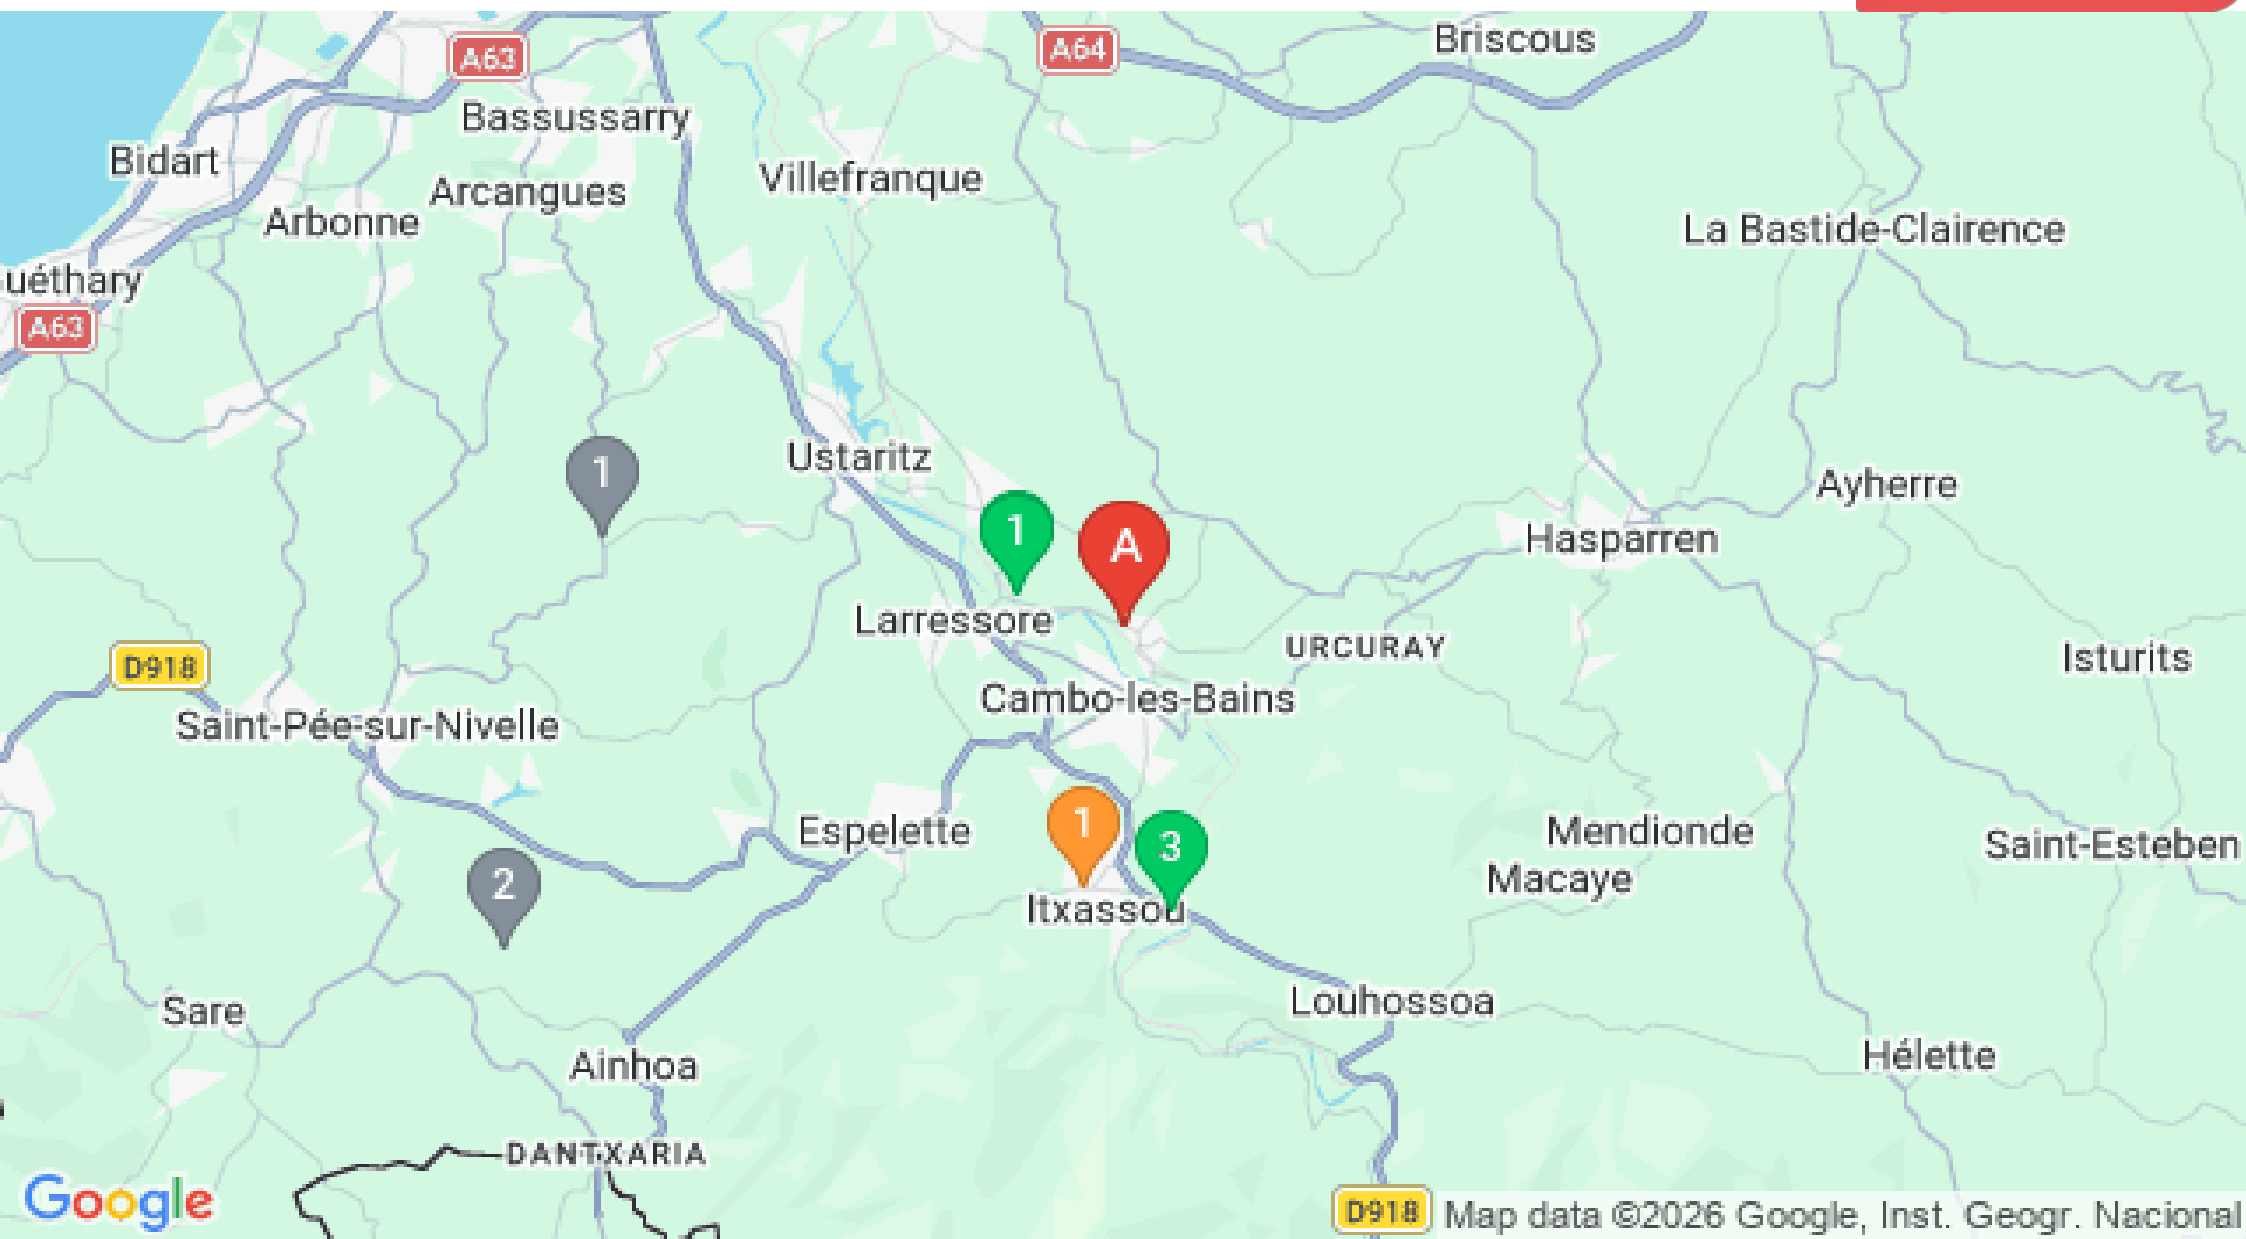 Briscous
A64
A63
Bassussarry
Bidart
Villefranque
Arcangues
Arbonne
La Bastide-Clairence
uéthary
A63
1
Ustaritz
Ayherre
1
A
Hasparren
Larressore
URCURAY
Isturits
D918
Cambo-les-Bains
Saint-Pée-sur-Nivelle
1
3
Espelette
Mendionde
Saint-Esteben
Macaye
2
Itxassou
Louhossoa
Sare
Hélette
Ainhoa
DANTXARIA
Google
D918
Map data ©2026 Google, Inst. Geogr. Nacional